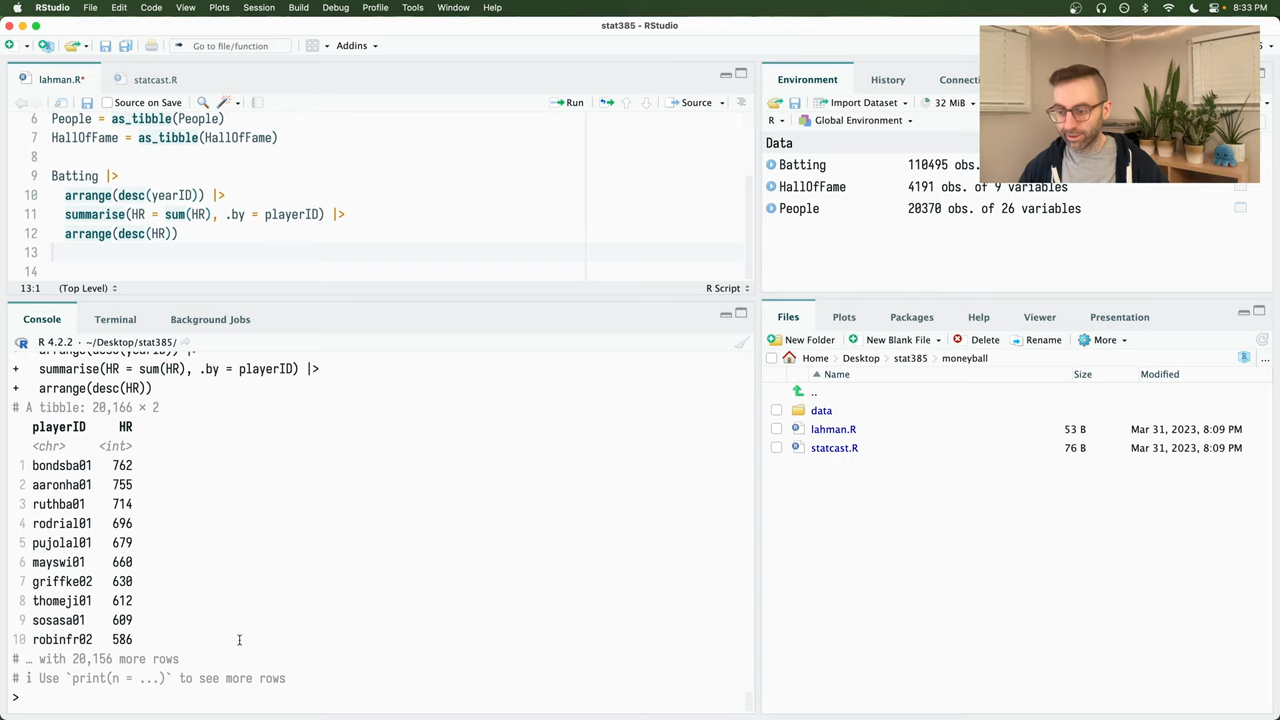 RStudio File Edit Code View Plots Session Build Debug Profile Tools Window Help 8:33 PM
stat385 - RStudio
Go to file/function Addins
lahman.R* statcast.R
Source on Save Run Source
6 People = as_tibble(People)
7 HallOfFame = as_tibble(HallOfFame)
8
9 Batting |>
10 arrange(desc(yearID)) |>
11 summarise(HR = sum(HR), .by = playerID) |>
12 arrange(desc(HR))
13
14
13:1 (Top Level) R Script
Console Terminal Background Jobs
R 4.2.2 · ~/Desktop/stat385/
+ arrange(desc(yearID)) |>
+ summarise(HR = sum(HR), .by = playerID) |>
+ arrange(desc(HR))
# A tibble: 20,166 × 2
playerID HR
<chr> <int>
1 bondsba01 762
2 aaronha01 755
3 ruthba01 714
4 rodrial01 696
5 pujolal01 679
6 mayswi01 660
7 griffke02 630
8 thomeji01 612
9 sosasa01 609
10 robinfr02 586
# … with 20,156 more rows
# ℹ Use `print(n = ...)` to see more rows
>
Environment History
Import Dataset 32 MiB
R Global Environment
Data
Batting 110495 obs.
HallOfFame 4191 obs. of 9 variables
People 20370 obs. of 26 variables
Files Plots Packages Help Viewer Presentation
New Folder New Blank File Delete Rename More
Home Desktop stat385 moneyball
Name Size Modified
..
data
lahman.R 53 B Mar 31, 2023, 8:09 PM
statcast.R 76 B Mar 31, 2023, 8:09 PM